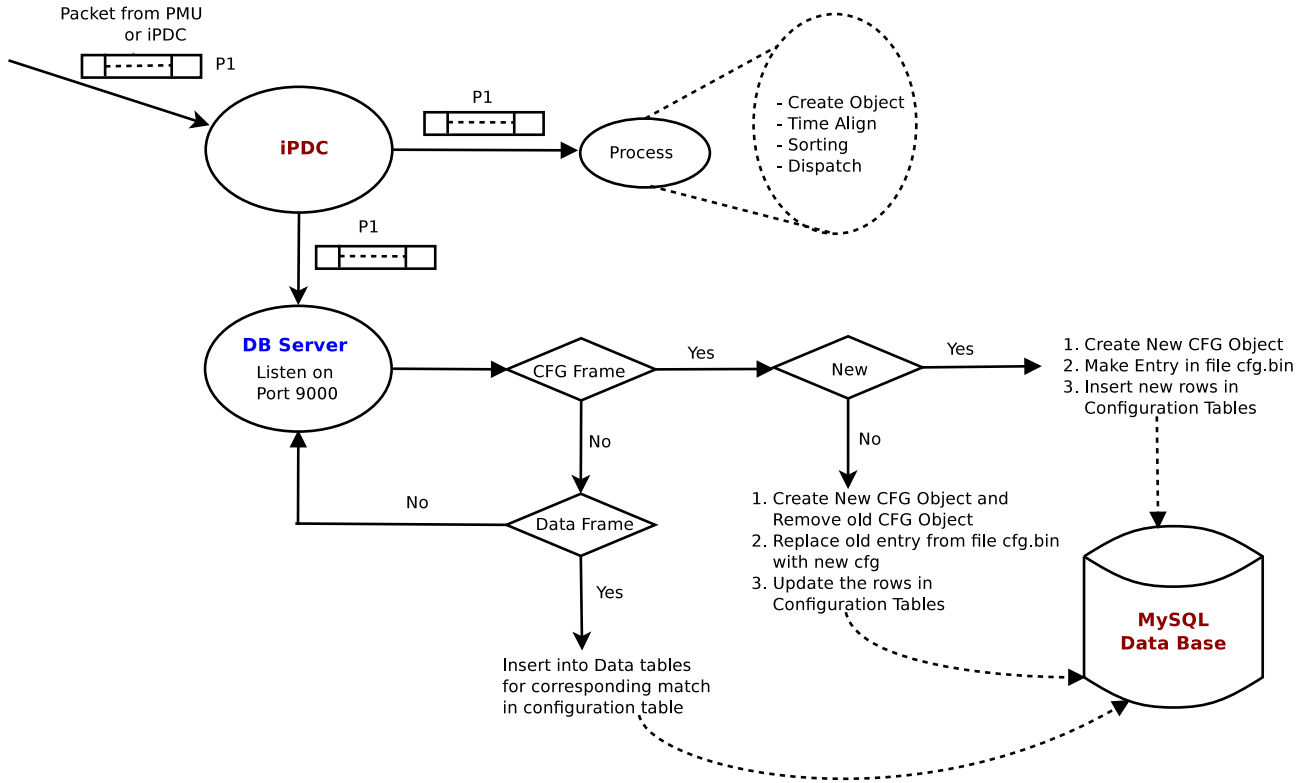 Packet from PMU
or iPDC
P1
P1
iPDC
Process
- Create Object
- Time Align
- Sorting
- Dispatch
P1
DB Server
Listen on
Port 9000
CFG Frame
Yes
New
Yes
1. Create New CFG Object
2. Make Entry in file cfg.bin
3. Insert new rows in
Configuration Tables
No
No
No
Data Frame
1. Create New CFG Object and
Remove old CFG Object
2. Replace old entry from file cfg.bin
with new cfg
3. Update the rows in
Configuration Tables
Yes
MySQL
Data Base
Insert into Data tables
for corresponding match
in configuration table